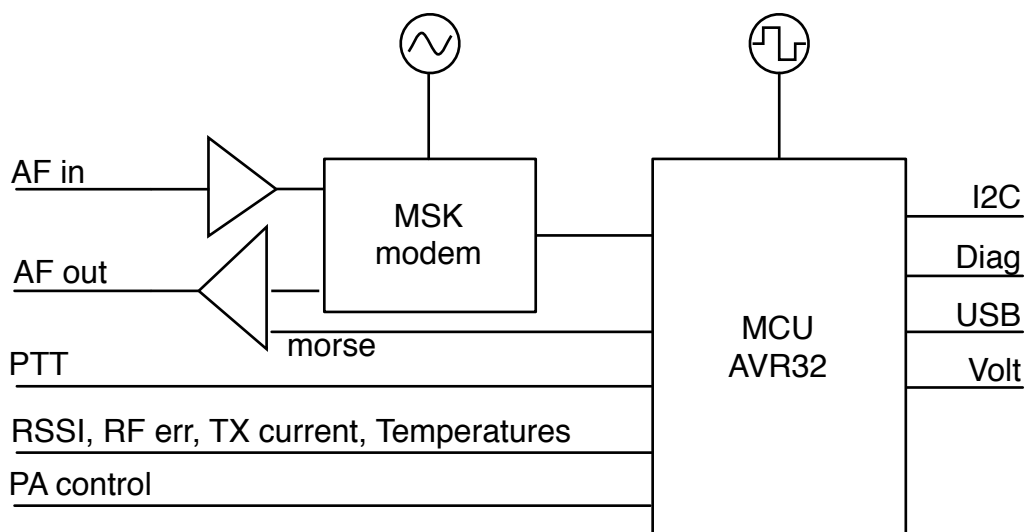 AF in
MSK
modem
I2C
AF out
Diag
USB
MCU
AVR32
morse
PTT
Volt
RSSI, RF err, TX current, Temperatures
PA control